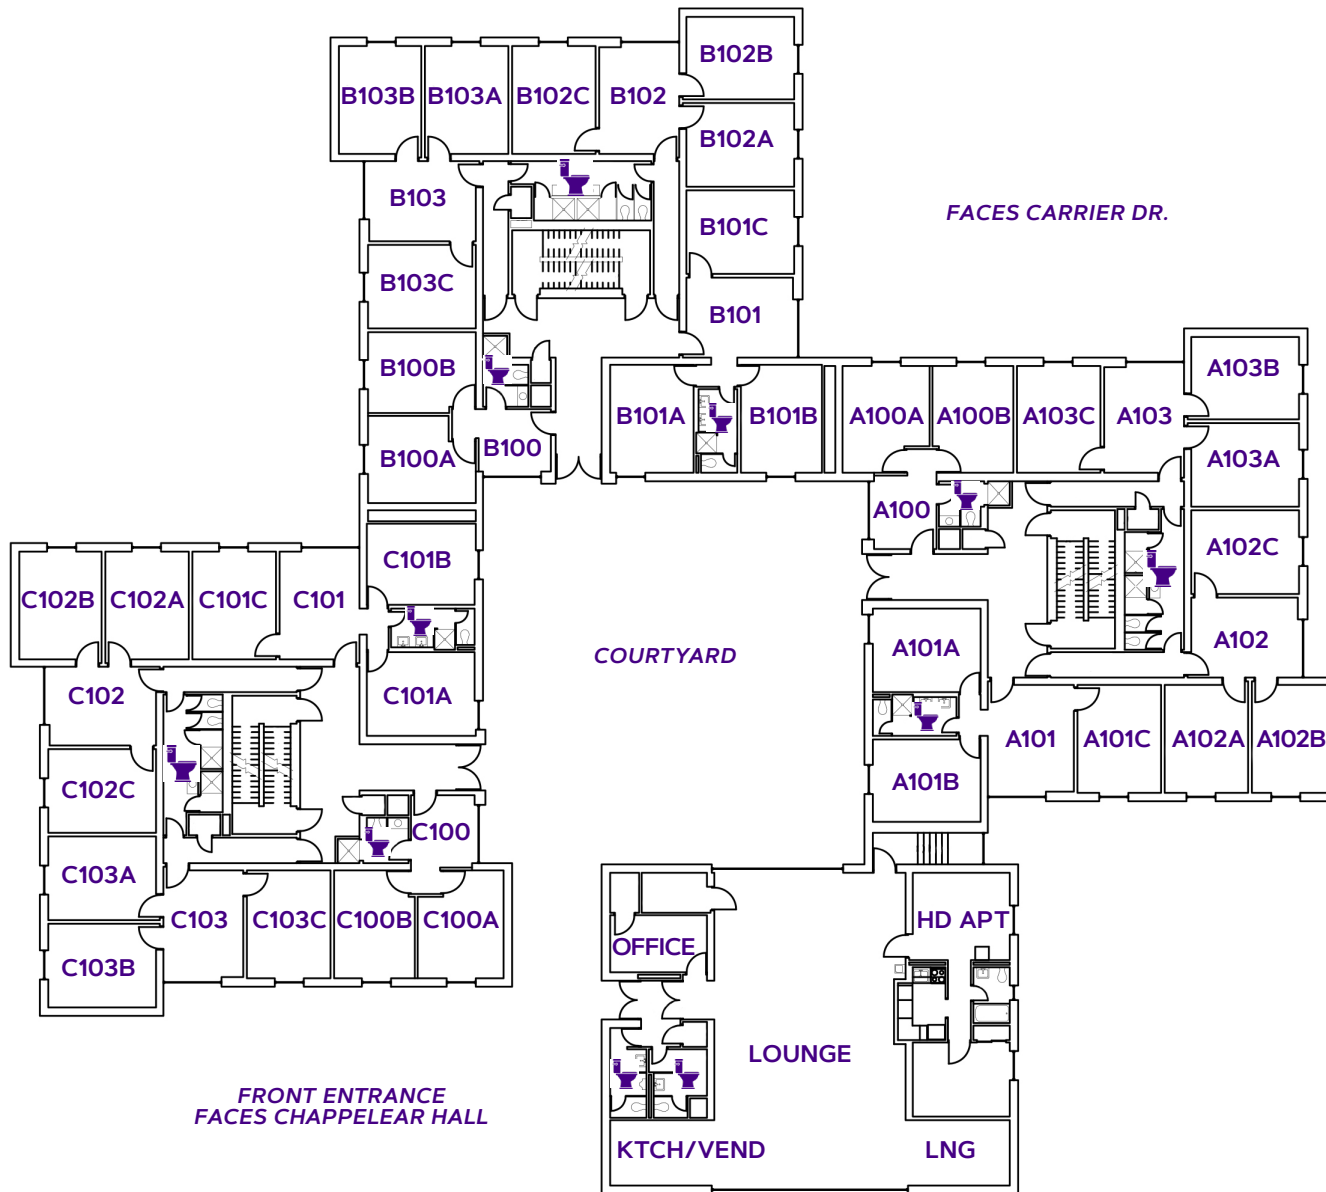 B102B
B103B
B103A
B102C
B102
B102A
B103
B101C
FACES CARRIER DR.
B103C
B101
B100B
B101A
B101B
A100A
A100B
A103C
A103
A103B
B100
B100A
A103A
A100
C101B
A102C
C102B
C102A
C101C
C101
COURTYARD
A101A
A102
C102
C101A
A101
A101C
A102A
A102B
C102C
A101B
C100
C103A
C103
C103C
C100B
C100A
HD APT
OFFICE
C103B
LOUNGE
FRONT ENTRANCE
FACES CHAPPELEAR HALL
KTCH/VEND
LNG